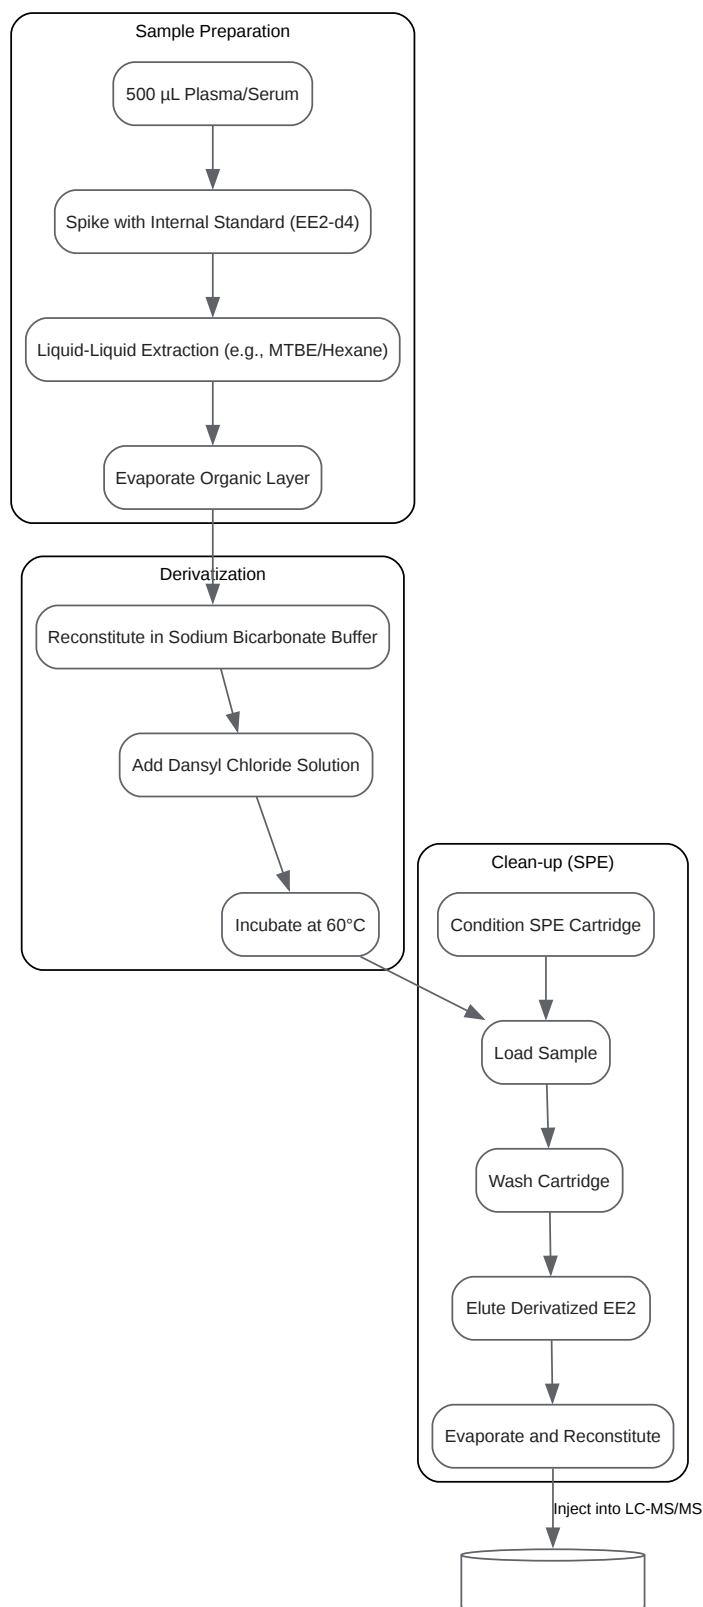 Sample Preparation
500 µL Plasma/Serum
Spike with Internal Standard (EE2-d4)
Liquid-Liquid Extraction (e.g., MTBE/Hexane)
Evaporate Organic Layer
Derivatization
Reconstitute in Sodium Bicarbonate Buffer
Add Dansyl Chloride Solution
Incubate at 60°C
Clean-up (SPE)
Condition SPE Cartridge
Load Sample
Wash Cartridge
Elute Derivatized EE2
Evaporate and Reconstitute
Inject into LC-MS/MS